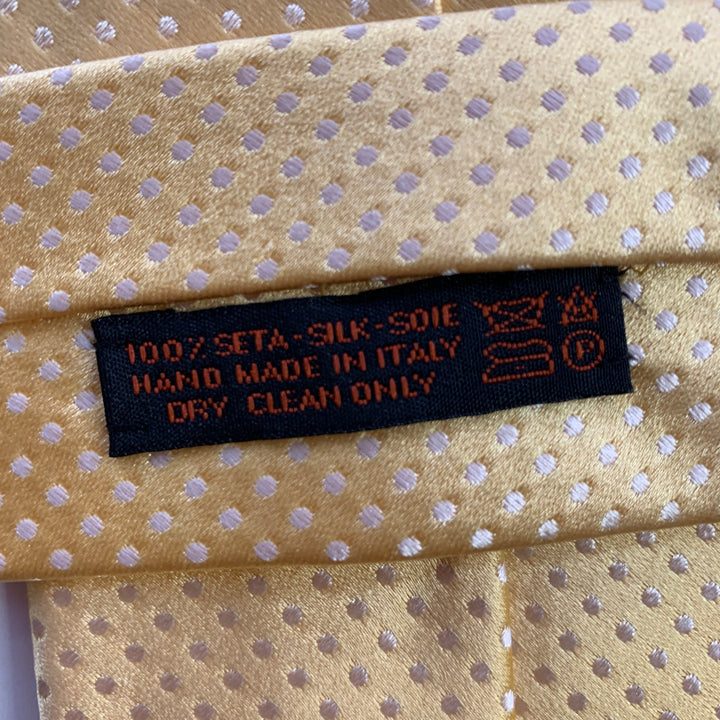 100% SETA-SILK-SOIE
HAND MADE IN ITALY
DRY CLEAN ONLY